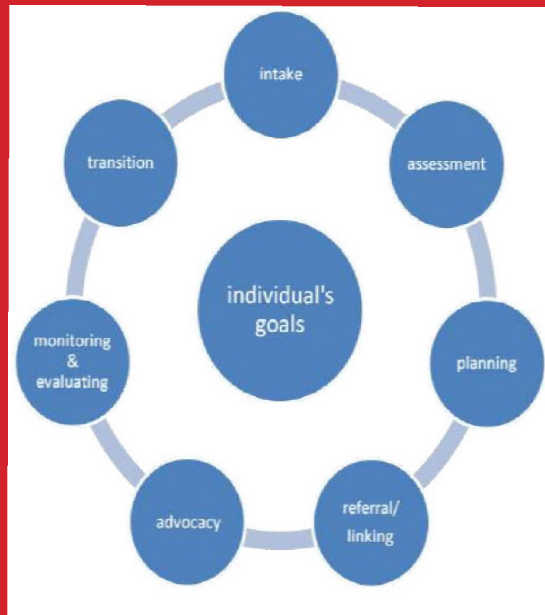 intake
assessment
planning
referral/
linking
advocacy
monitoring
&
evaluating
transition
individual's
goals